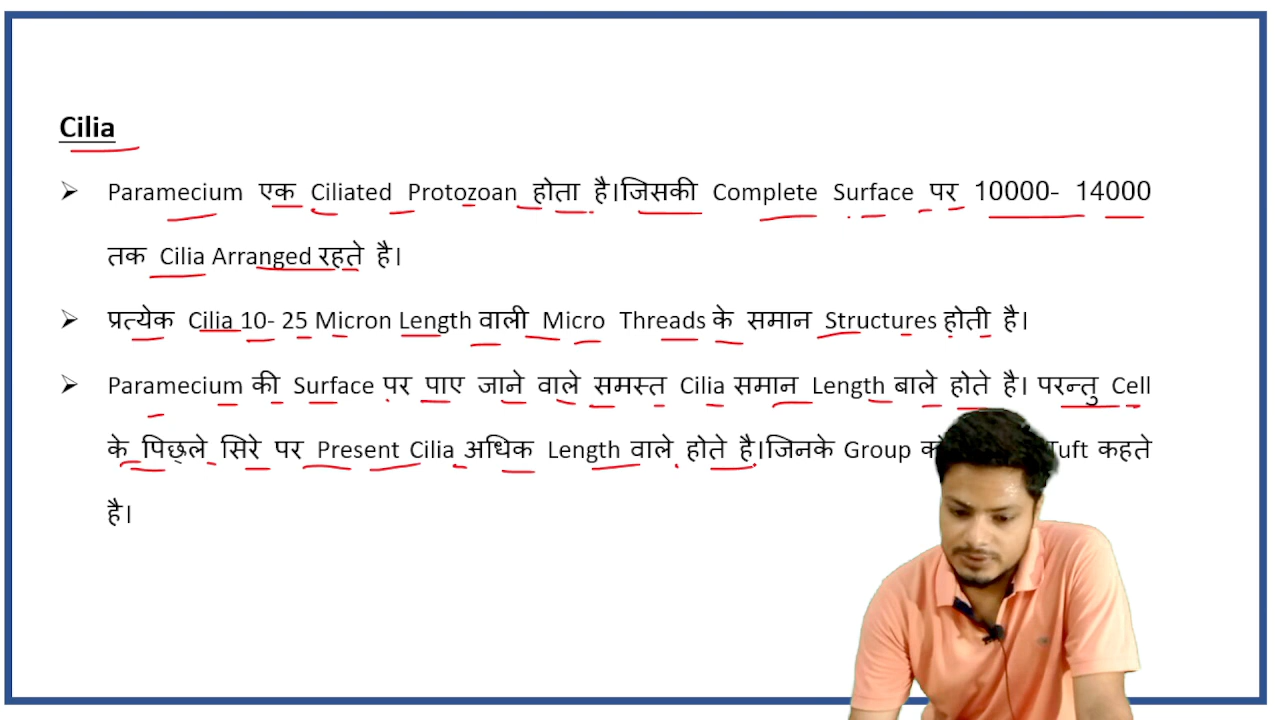 Cilia
Paramecium एक Ciliated Protozoan होता है।जिसकी Complete Surface पर 10000- 14000
तक Cilia Arranged रहते है।
प्रत्येक Cilia 10- 25 Micron Length वाली Micro Threads के समान Structures होती है।
Paramecium की Surface पर पाए जाने वाले समस्त Cilia समान Length बाले होते है। परन्तु Cell
के पिछ्ले सिरे पर Present Cilia अधिक Length वाले होते है।जिनके Group कहते
है।